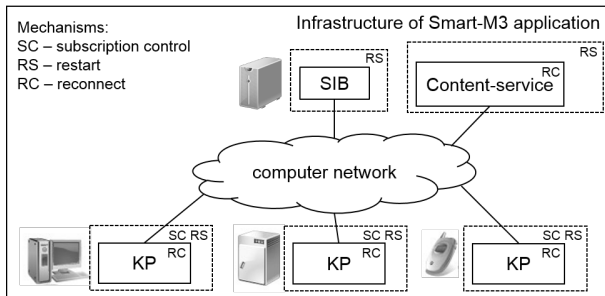 Mechanisms:
SC – subscription control
RS – restart
RC – reconnect
Infrastructure of Smart-M3 application
RS
SIB
RS
RC
Content-service
computer network
SC RS
RC
KP
SC RS
RC
KP
SC RS
RC
KP